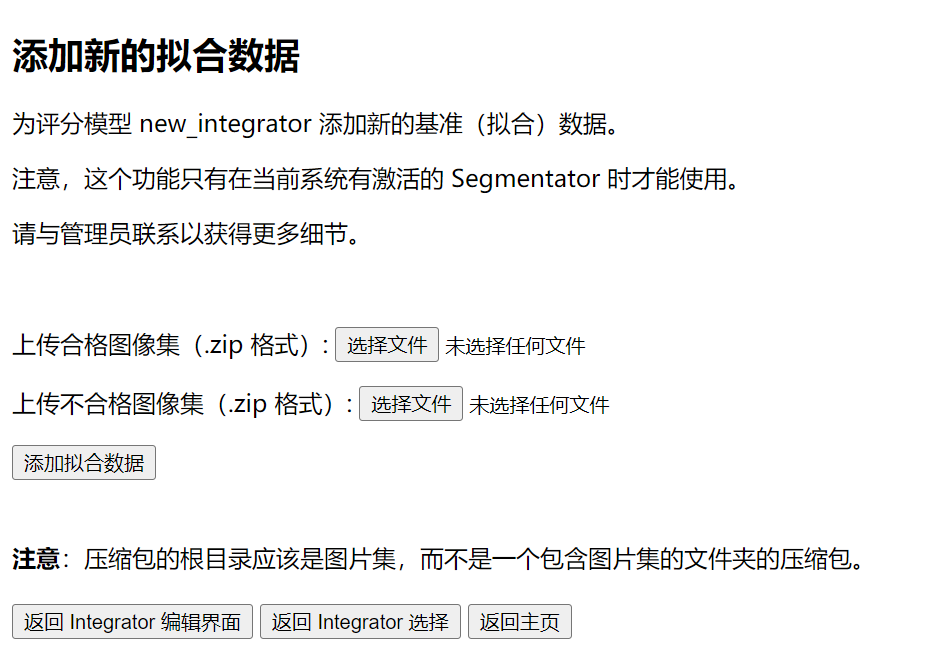 添加新的拟合数据
为评分模型 new_integrator 添加新的基准（拟合）数据。
注意，这个功能只有在当前系统有激活的 Segmentator 时才能使用。
请与管理员联系以获得更多细节。
上传合格图像集（.zip 格式）: 选择文件 未选择任何文件
上传不合格图像集（.zip 格式）: 选择文件 未选择任何文件
添加拟合数据
注意：压缩包的根目录应该是图片集，而不是一个包含图片集的文件夹的压缩包。
返回 Integrator 编辑界面 返回 Integrator 选择 返回主页